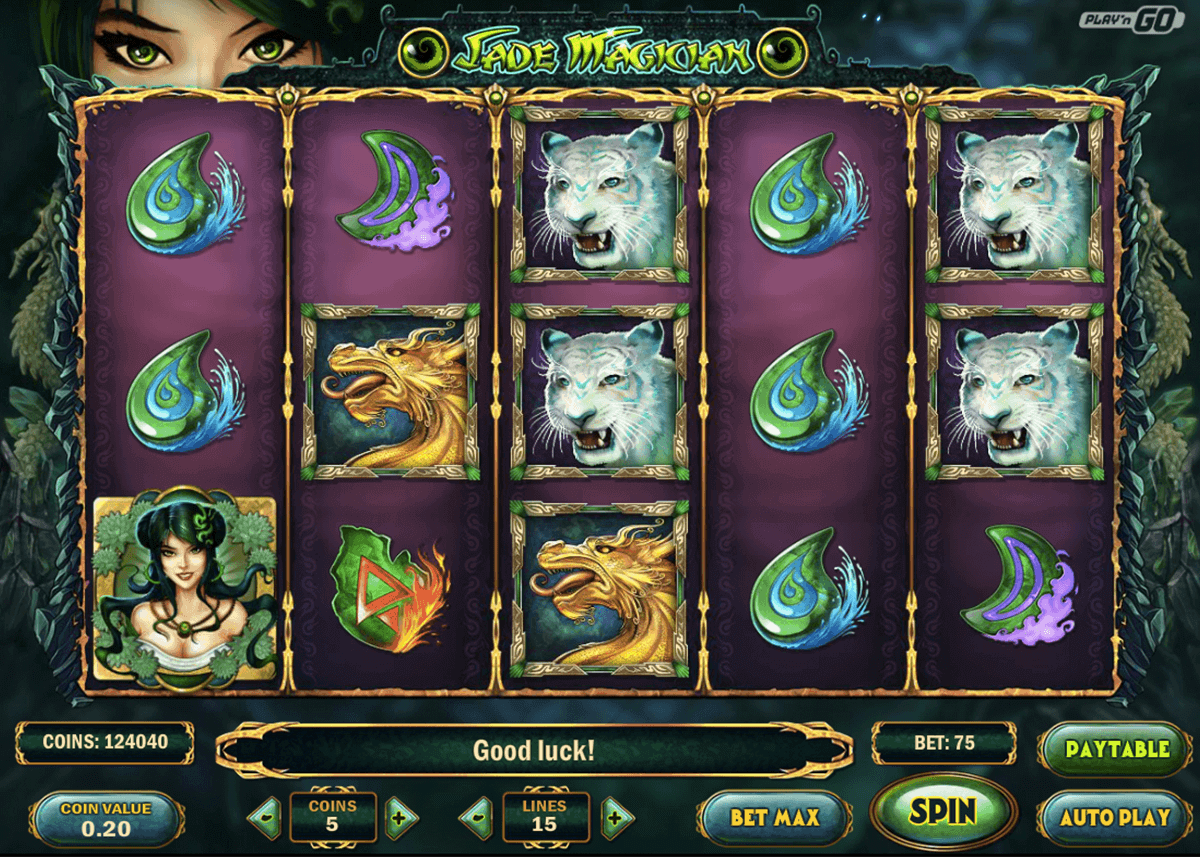 PLAY'n GO
JADE MAGICIAN
COINS: 124040
Good luck!
BET: 75
PAYTABLE
COIN VALUE
0.20
COINS
5
LINES
15
BET MAX
SPIN
AUTO PLAY
-
+
-
+